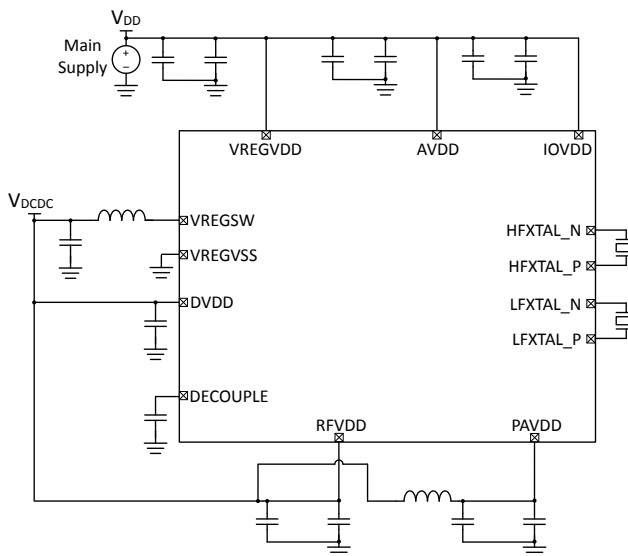 VDD
Main
Supply
VREGVDD
AVDD
IOVDD
VDCDC
VREGSW
HFXTAL_N
VREGVSS
HFXTAL_P
DVDD
LFXTAL_N
LFXTAL_P
DECOUPLE
RFVDD
PAVDD